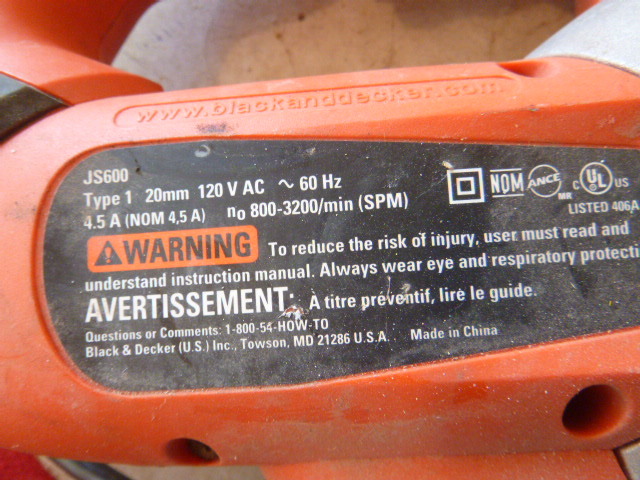 www.blackanddecker.com
JS600
Type 1 20mm 120 V AC ~ 60 Hz
4.5 A (NOM 4,5 A) no 800-3200/min (SPM)
NOM ANCE MR c UL US
LISTED 406A
WARNING To reduce the risk of injury, user must read and
understand instruction manual. Always wear eye and respiratory protecti
AVERTISSEMENT: À titre préventif, lire le guide.
Questions or Comments: 1-800-54-HOW-TO
Black & Decker (U.S.) Inc., Towson, MD 21286 U.S.A. Made in China